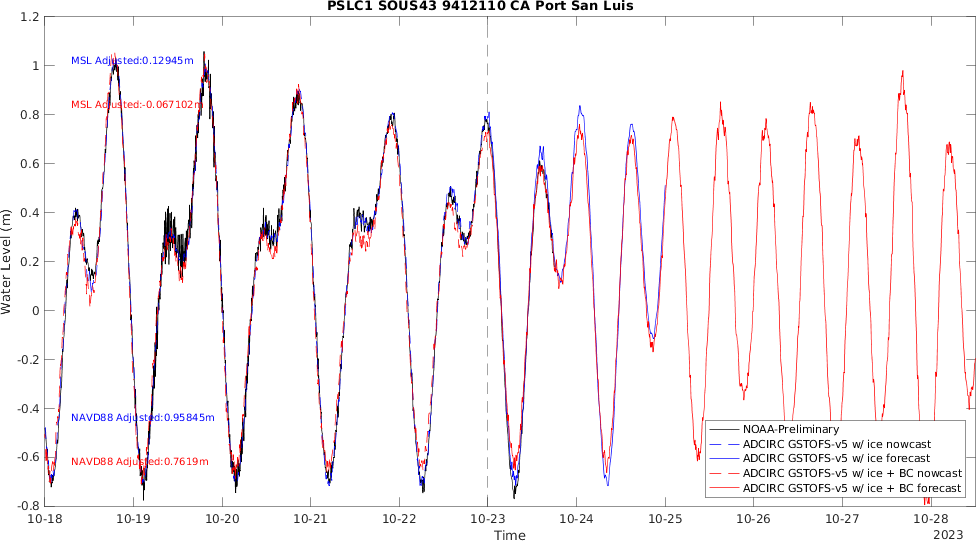 PSLC1 SOUS43 9412110 CA Port San Luis
1.2
1
0.8
0.6
0.4
0.2
0
-0.2
-0.4
-0.6
-0.8
Water Level (m)
MSL Adjusted:0.12945m
MSL Adjusted:-0.067102m
NAVD88 Adjusted:0.95845m
NAVD88 Adjusted:0.7619m
NOAA-Preliminary
ADCIRC GSTOFS-v5 w/ ice nowcast
ADCIRC GSTOFS-v5 w/ ice forecast
ADCIRC GSTOFS-v5 w/ ice + BC nowcast
ADCIRC GSTOFS-v5 w/ ice + BC forecast
10-18 10-19 10-20 10-21 10-22 10-23 10-24 10-25 10-26 10-27 10-28
Time
2023